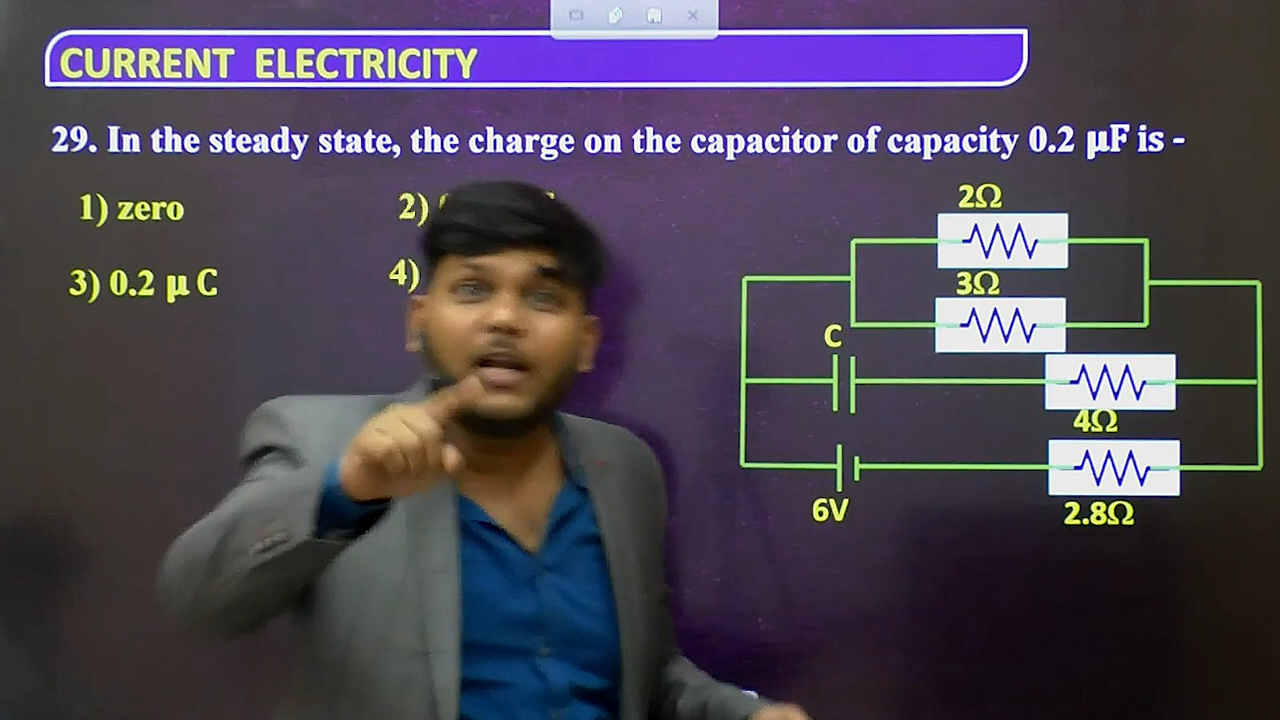 CURRENT ELECTRICITY
29. In the steady state, the charge on the capacitor of capacity 0.2 μF is -
1) zero
2)
3) 0.2 μ C
4)
2Ω
3Ω
C
4Ω
6V
2.8Ω